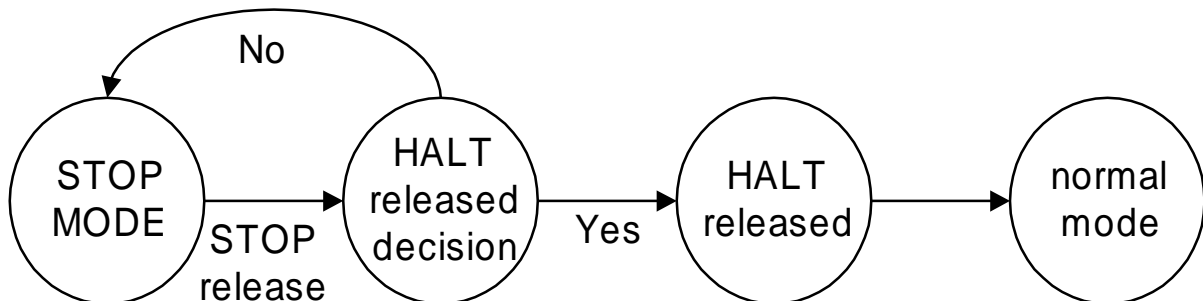 No
STOP
MODE
STOP
release
HALT
released
decision
Yes
HALT
released
normal
mode